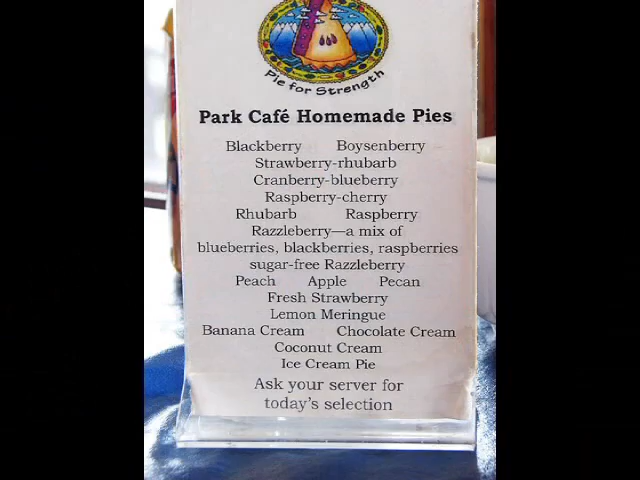 Pie for Strength
Park Café Homemade Pies
Blackberry Boysenberry
Strawberry-rhubarb
Cranberry-blueberry
Raspberry-cherry
Rhubarb Raspberry
Razzleberry—a mix of
blueberries, blackberries, raspberries
sugar-free Razzleberry
Peach Apple Pecan
Fresh Strawberry
Lemon Meringue
Banana Cream Chocolate Cream
Coconut Cream
Ice Cream Pie
Ask your server for
today's selection